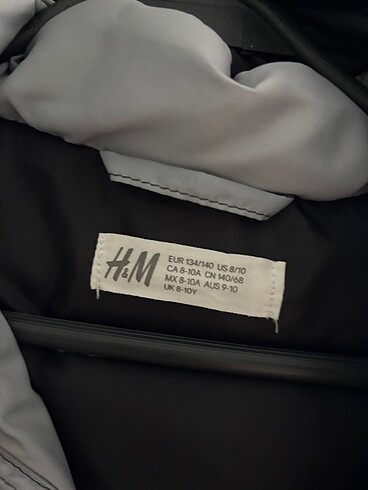 H&M
EUR 134/140 US 8/10
CA 8-10A CN 140/68
MX 8-10A AUS 9-10
UK 8-10Y